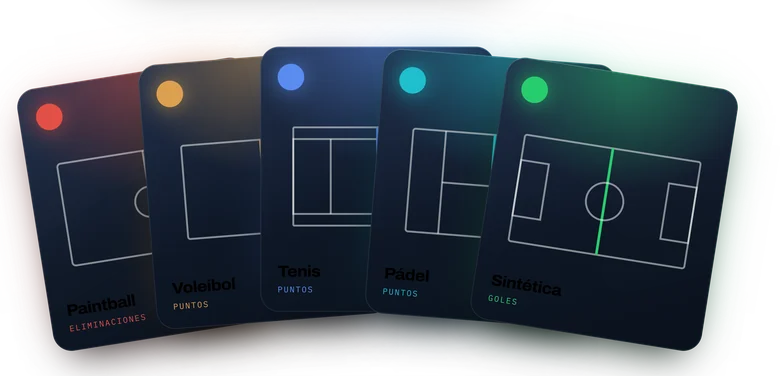 Paintball
ELIMINACIONES
Voleibol
PUNTOS
Tenis
PUNTOS
Pádel
PUNTOS
Sintética
GOLES